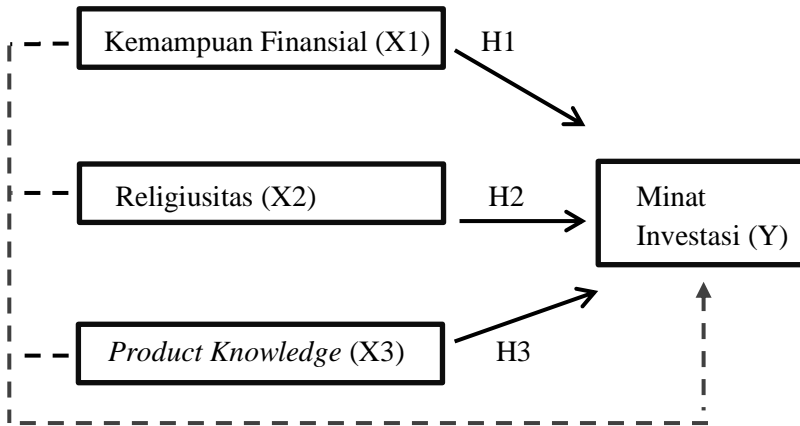 Kemampuan Finansial (X1)
H1
Religiusitas (X2)
H2
Minat
Investasi (Y)
Product Knowledge (X3)
H3